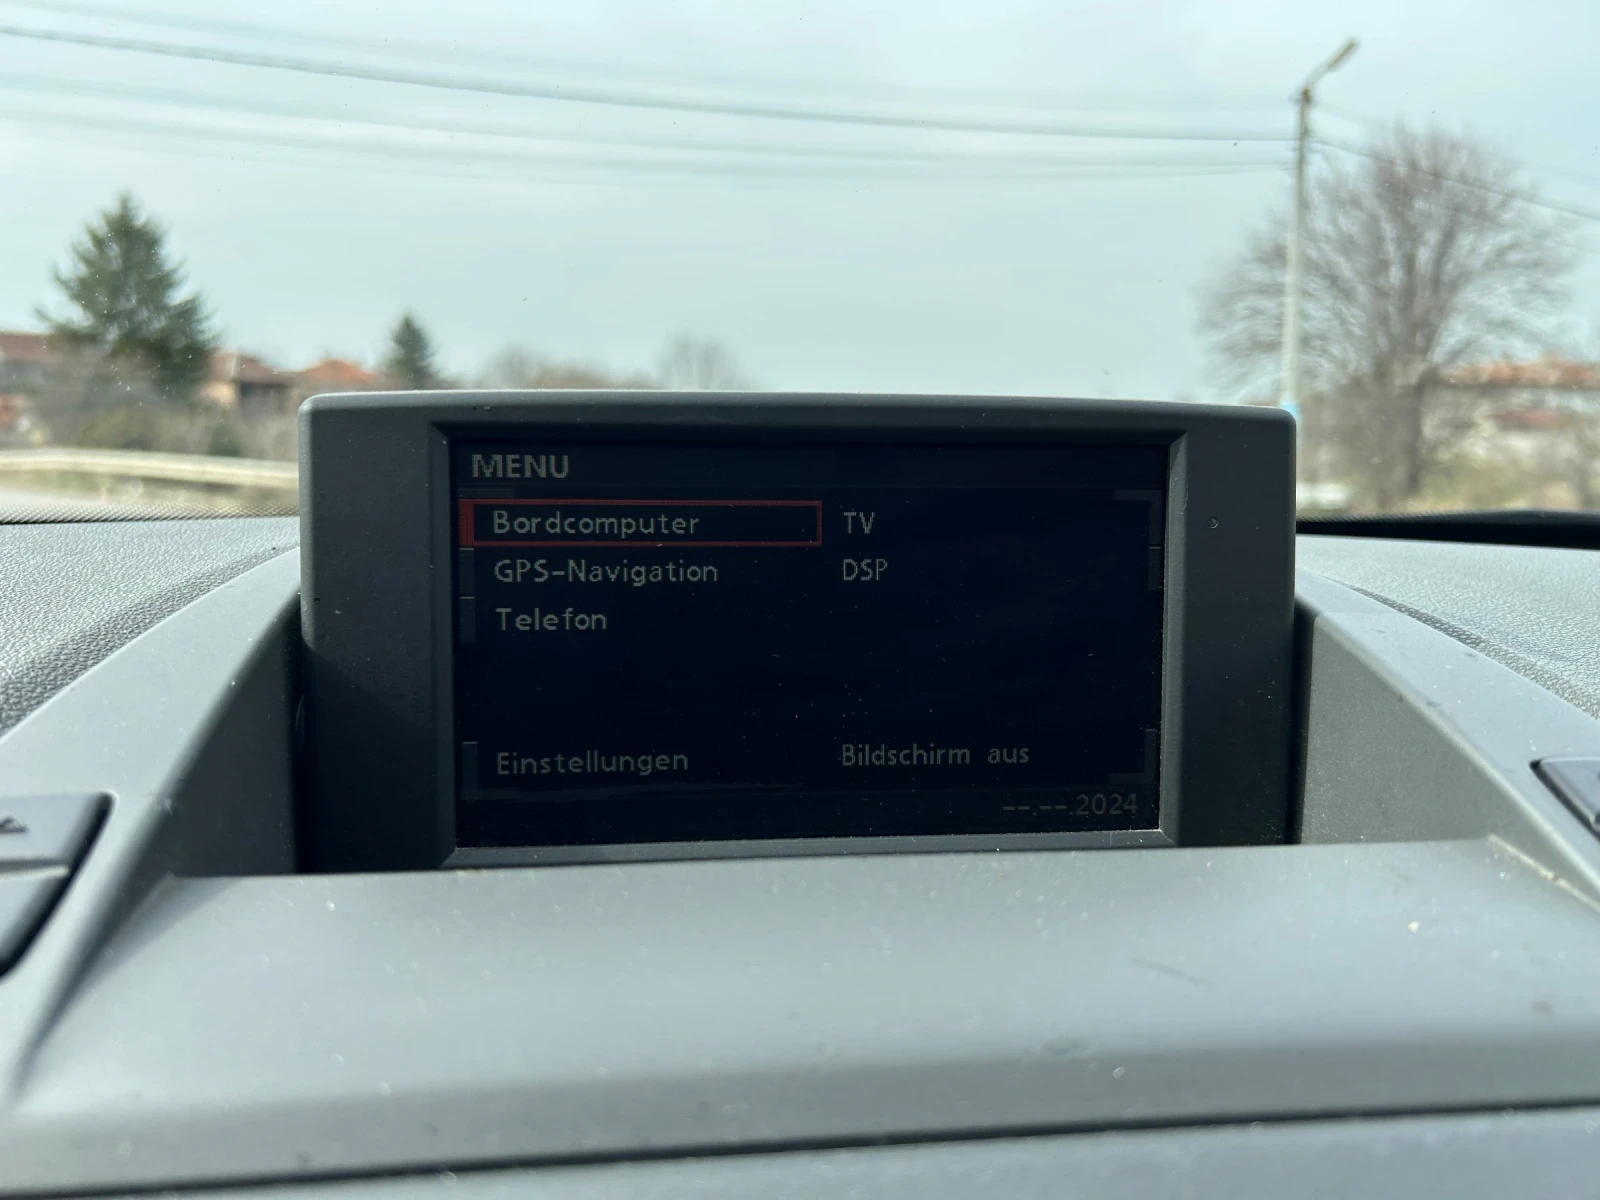 MENU
Bordcomputer TV
GPS-Navigation DSP
Telefon
Einstellungen Bildschirm aus
--.--.2024